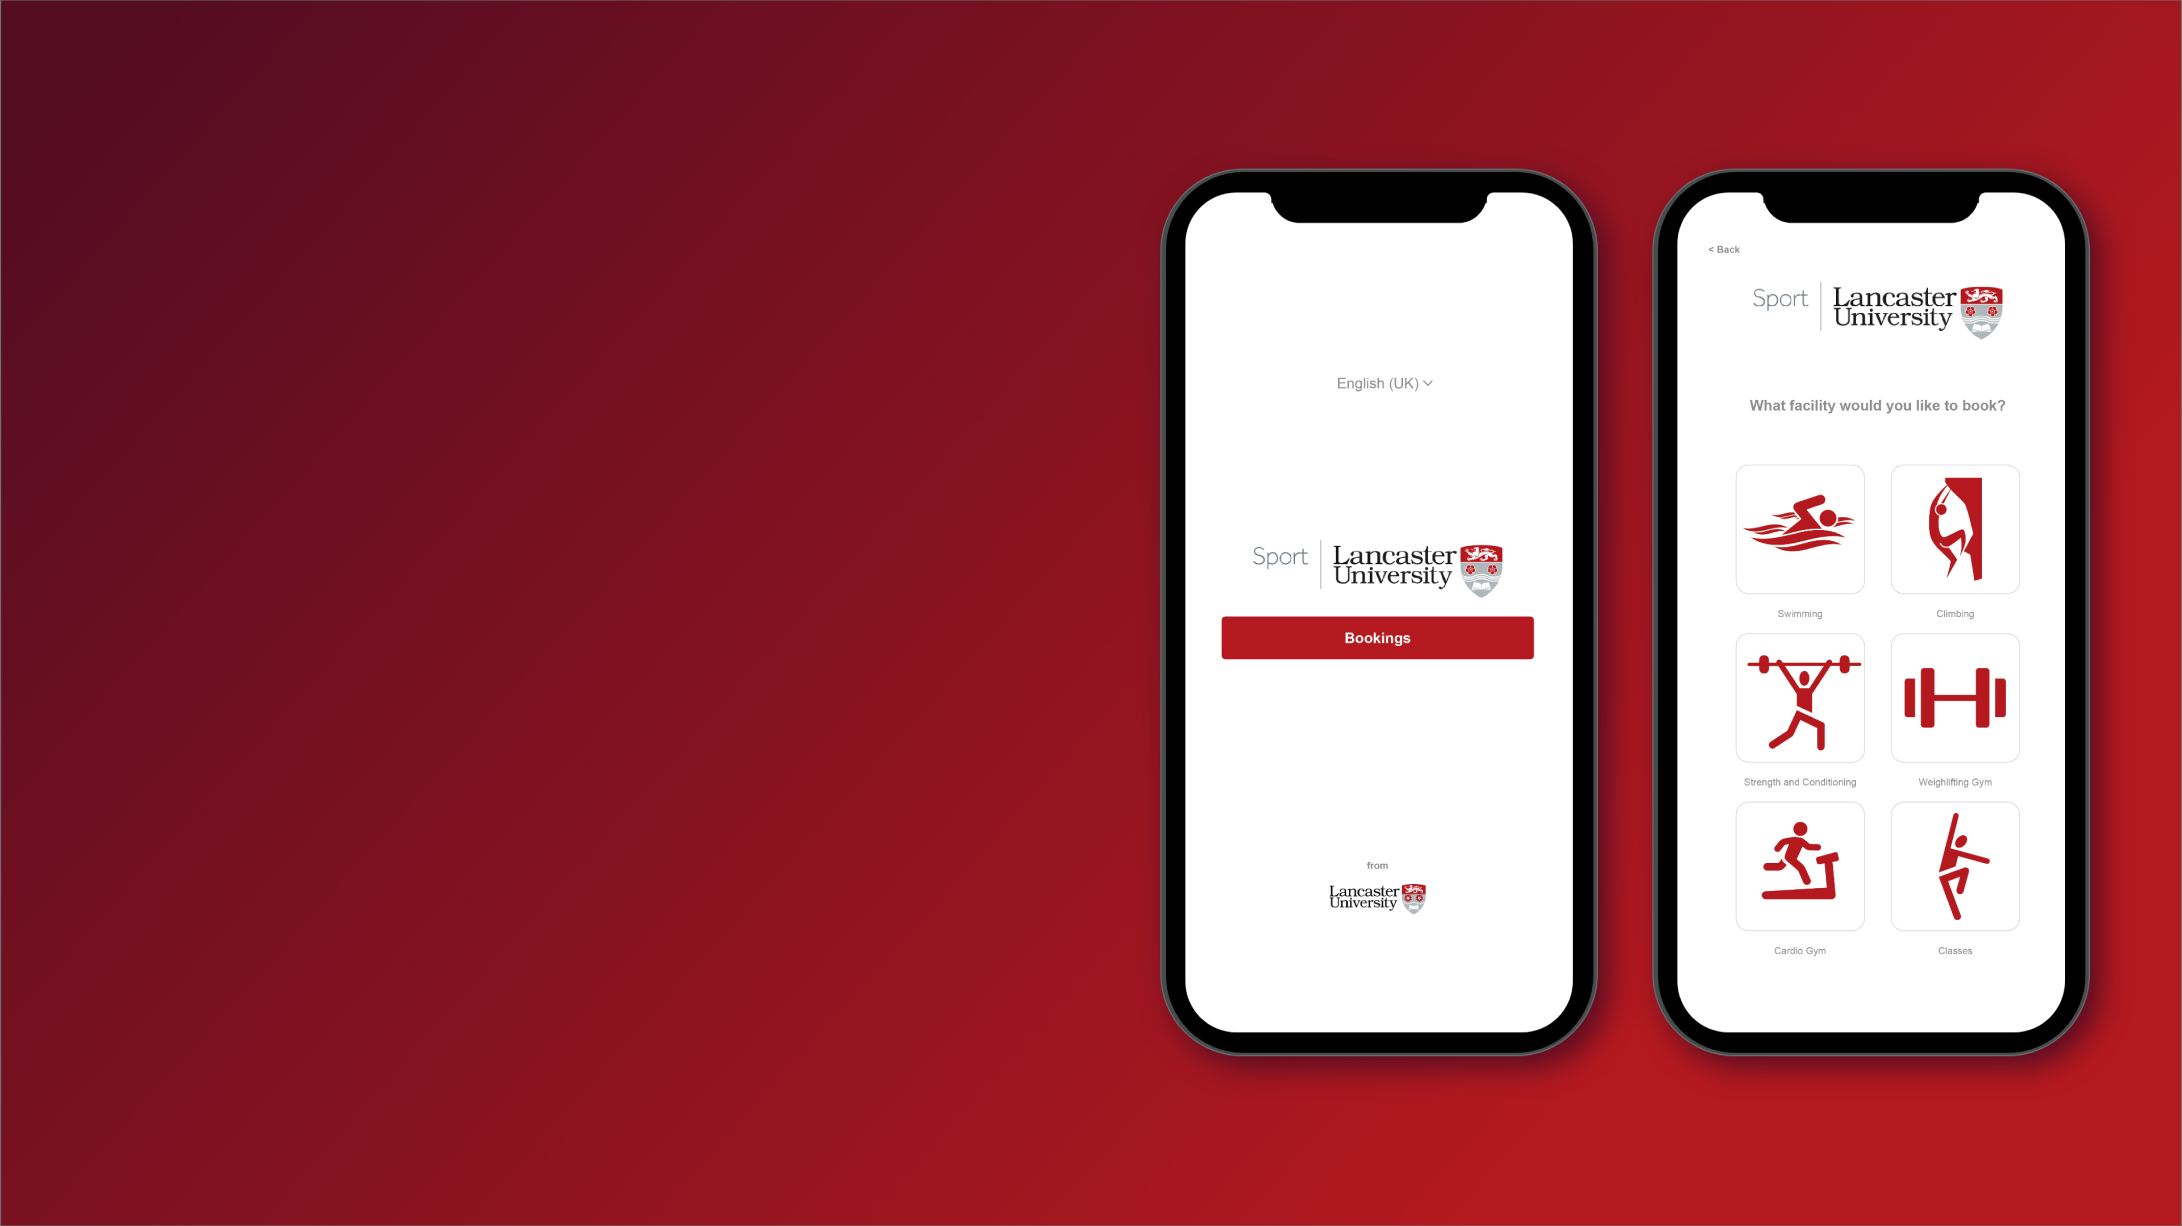 English (UK)
Sport
Lancaster
University
Bookings
from
Lancaster
University
< Back
Sport
Lancaster
University
What facility would you like to book?
Swimming
Climbing
Strength and Conditioning
Weighlifting Gym
Cardio Gym
Classes